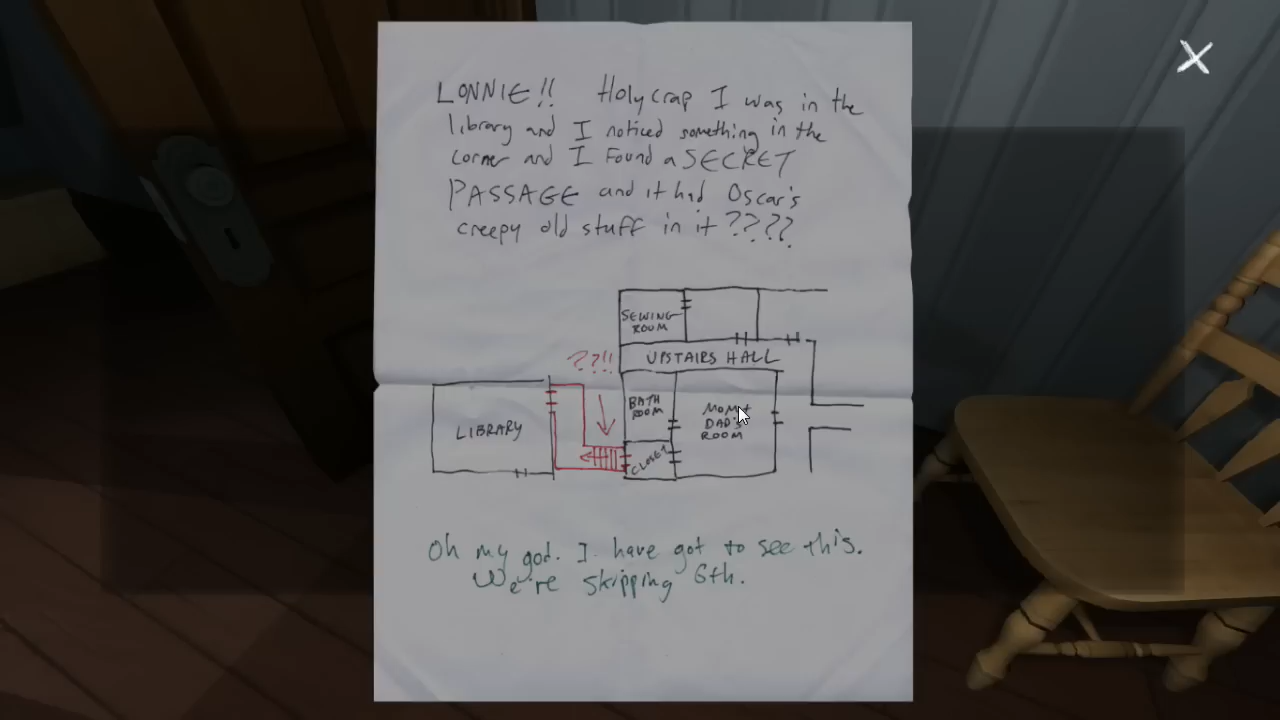 LONNIE!! Holy crap I was in the
library and I noticed something in the
corner and I found a SECRET
PASSAGE and it had Oscar's
creepy old stuff in it ????
SEWING
ROOM
UPSTAIRS HALL
??!!
BATH
ROOM
MOM +
DAD'S
ROOM
LIBRARY
CLOSET
Oh my god. I have got to see this.
We're skipping 6th.